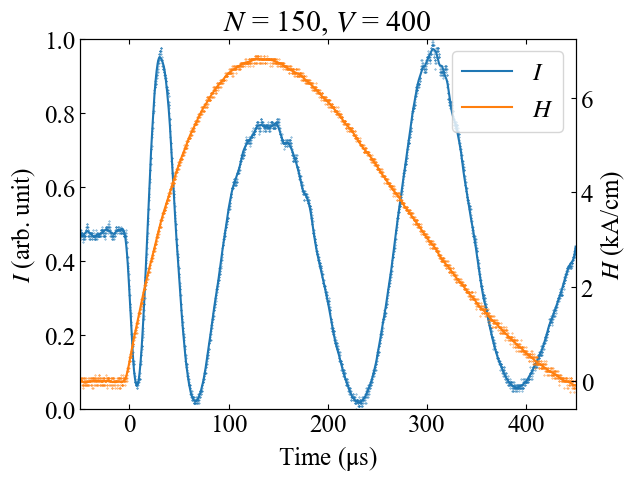 N = 150, V = 400
1.0
0.8
0.6
0.4
0.2
0.0
I (arb. unit)
I
H
6
4
2
0
H (kA/cm)
0 100 200 300 400
Time (μs)